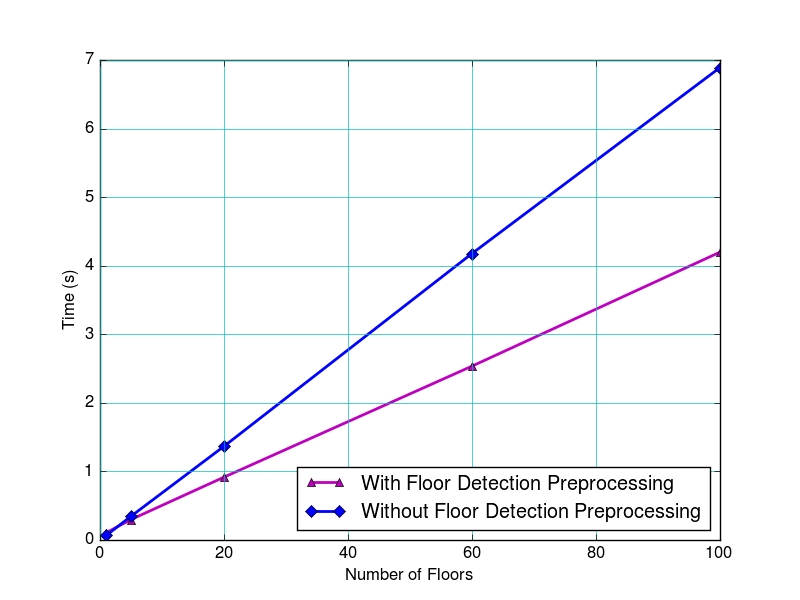 7
6
5
4
3
2
1
0
Time (s)
With Floor Detection Preprocessing
Without Floor Detection Preprocessing
0 20 40 60 80 100
Number of Floors